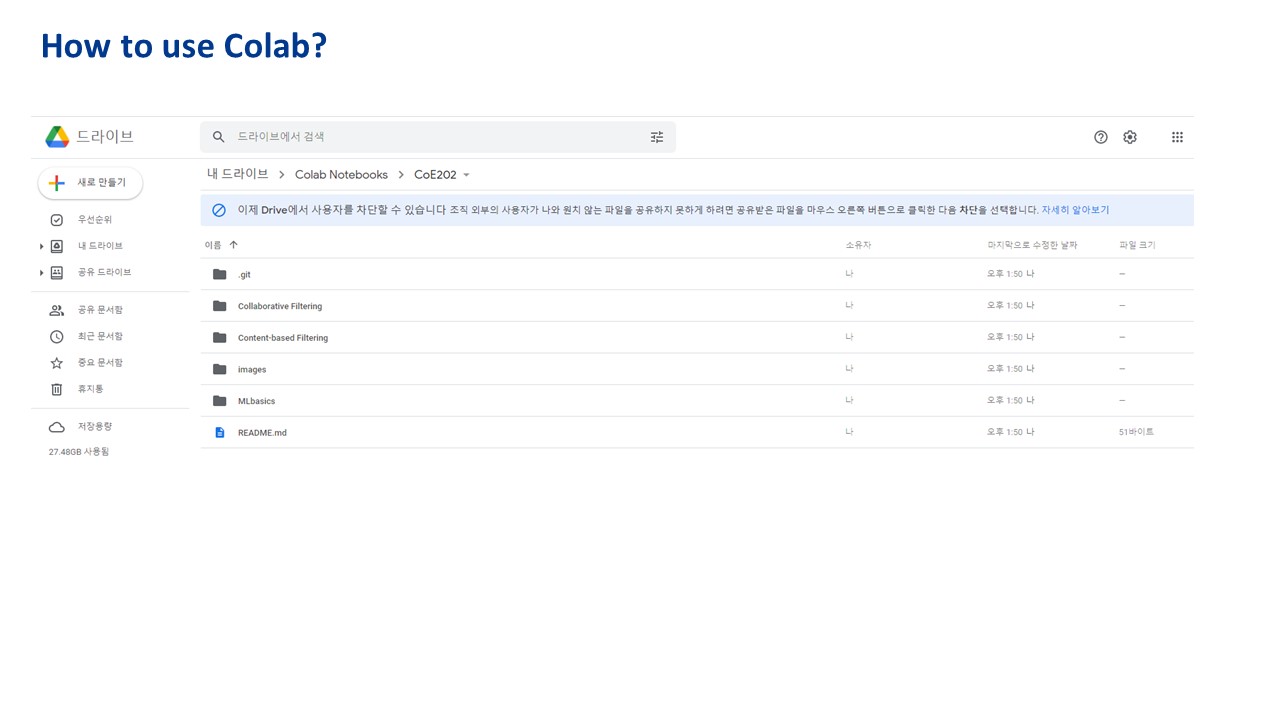 How to use Colab?
드라이브
드라이브에서 검색
새로 만들기
우선순위
내 드라이브
공유 드라이브
공유 문서함
최근 문서함
중요 문서함
휴지통
저장용량
27.48GB 사용됨
내 드라이브 > Colab Notebooks > CoE202
이제 Drive에서 사용자를 차단할 수 있습니다 조직 외부의 사용자가 나와 원치 않는 파일을 공유하지 못하게 하려면 공유받은 파일을 마우스 오른쪽 버튼으로 클릭한 다음 차단을 선택합니다. 자세히 알아보기
이름 ↑ 소유자 마지막으로 수정한 날짜 파일 크기
.git 나 오후 1:50 나 –
Collaborative Filtering 나 오후 1:50 나 –
Content-based Filtering 나 오후 1:50 나 –
images 나 오후 1:50 나 –
MLbasics 나 오후 1:50 나 –
README.md 나 오후 1:50 나 51바이트